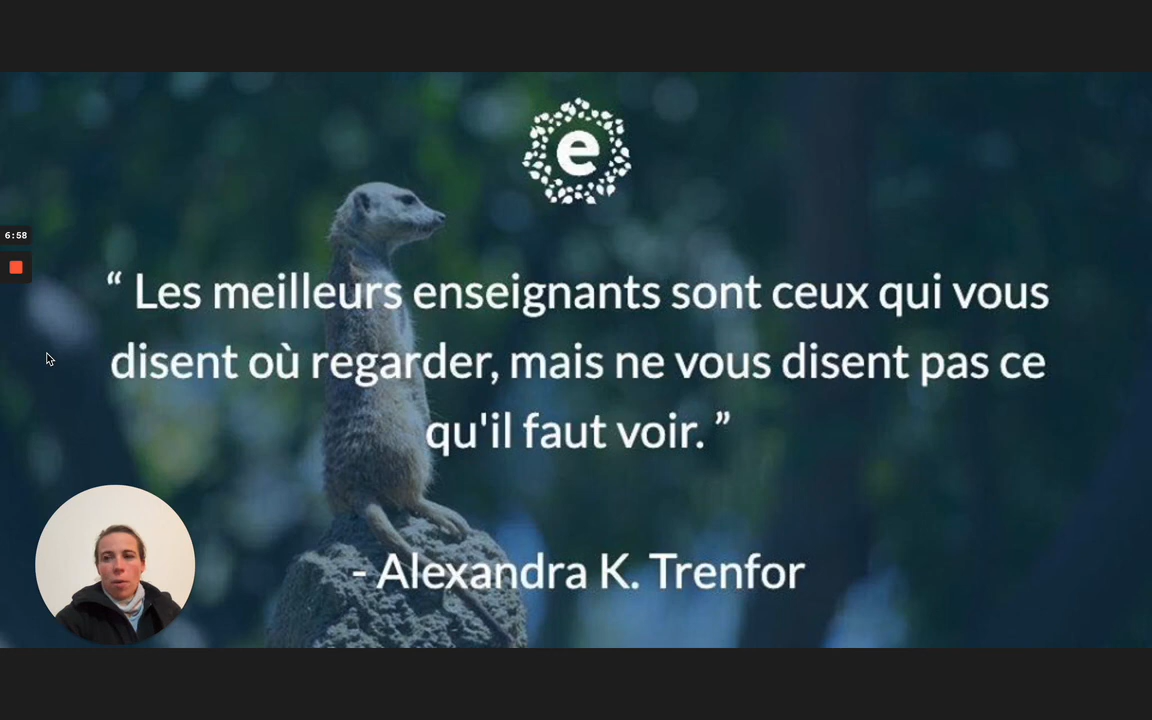 e
6:58
“ Les meilleurs enseignants sont ceux qui vous
disent où regarder, mais ne vous disent pas ce
qu'il faut voir. ”
- Alexandra K. Trenfor